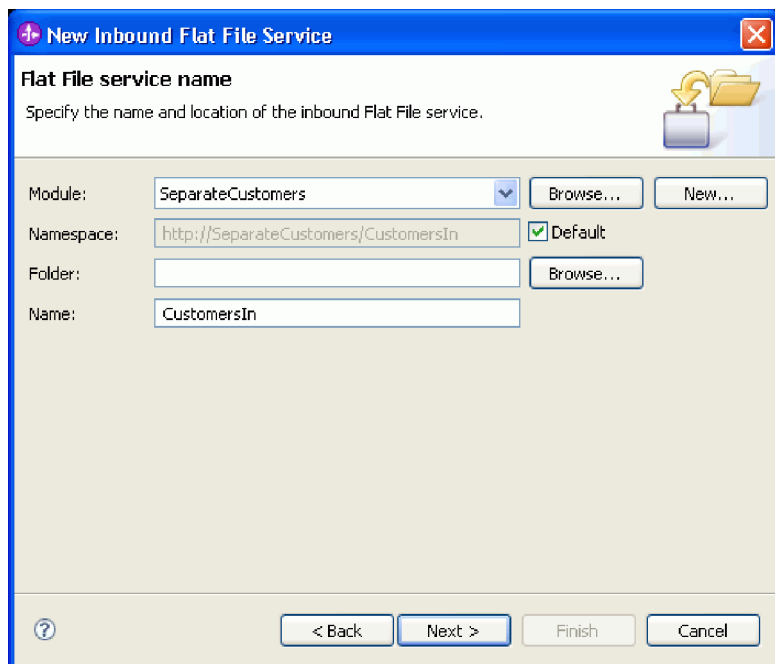 New Inbound Flat File Service
Flat File service name
Specify the name and location of the inbound Flat File service.
Module: SeparateCustomers Browse... New...
Namespace: http://SeparateCustomers/CustomersIn Default
Folder: Browse...
Name: CustomersIn
? < Back Next > Finish Cancel